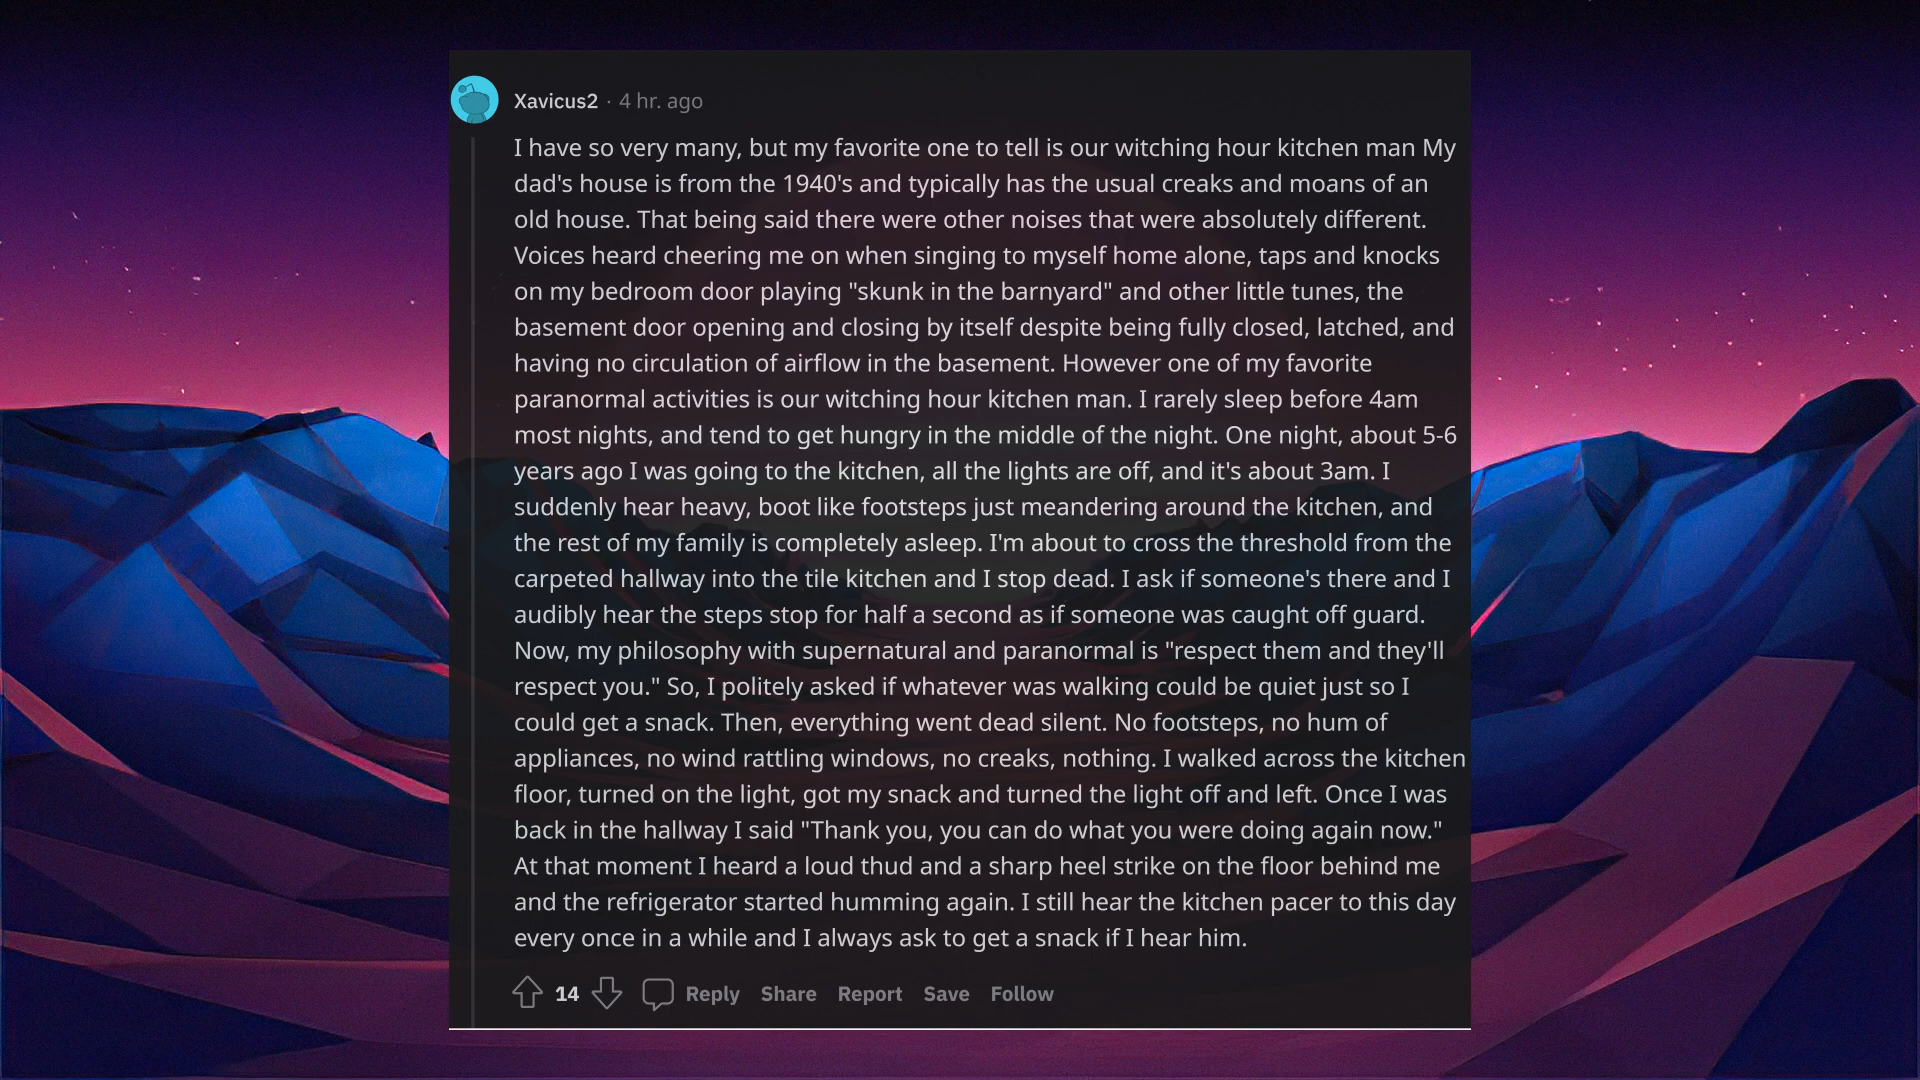 Xavicus2 · 4 hr. ago
I have so very many, but my favorite one to tell is our witching hour kitchen man My
dad's house is from the 1940's and typically has the usual creaks and moans of an
old house. That being said there were other noises that were absolutely different.
Voices heard cheering me on when singing to myself home alone, taps and knocks
on my bedroom door playing "skunk in the barnyard" and other little tunes, the
basement door opening and closing by itself despite being fully closed, latched, and
having no circulation of airflow in the basement. However one of my favorite
paranormal activities is our witching hour kitchen man. I rarely sleep before 4am
most nights, and tend to get hungry in the middle of the night. One night, about 5-6
years ago I was going to the kitchen, all the lights are off, and it's about 3am. I
suddenly hear heavy, boot like footsteps just meandering around the kitchen, and
the rest of my family is completely asleep. I'm about to cross the threshold from the
carpeted hallway into the tile kitchen and I stop dead. I ask if someone's there and I
audibly hear the steps stop for half a second as if someone was caught off guard.
Now, my philosophy with supernatural and paranormal is "respect them and they'll
respect you." So, I politely asked if whatever was walking could be quiet just so I
could get a snack. Then, everything went dead silent. No footsteps, no hum of
appliances, no wind rattling windows, no creaks, nothing. I walked across the kitchen
floor, turned on the light, got my snack and turned the light off and left. Once I was
back in the hallway I said "Thank you, you can do what you were doing again now."
At that moment I heard a loud thud and a sharp heel strike on the floor behind me
and the refrigerator started humming again. I still hear the kitchen pacer to this day
every once in a while and I always ask to get a snack if I hear him.
14 Reply Share Report Save Follow